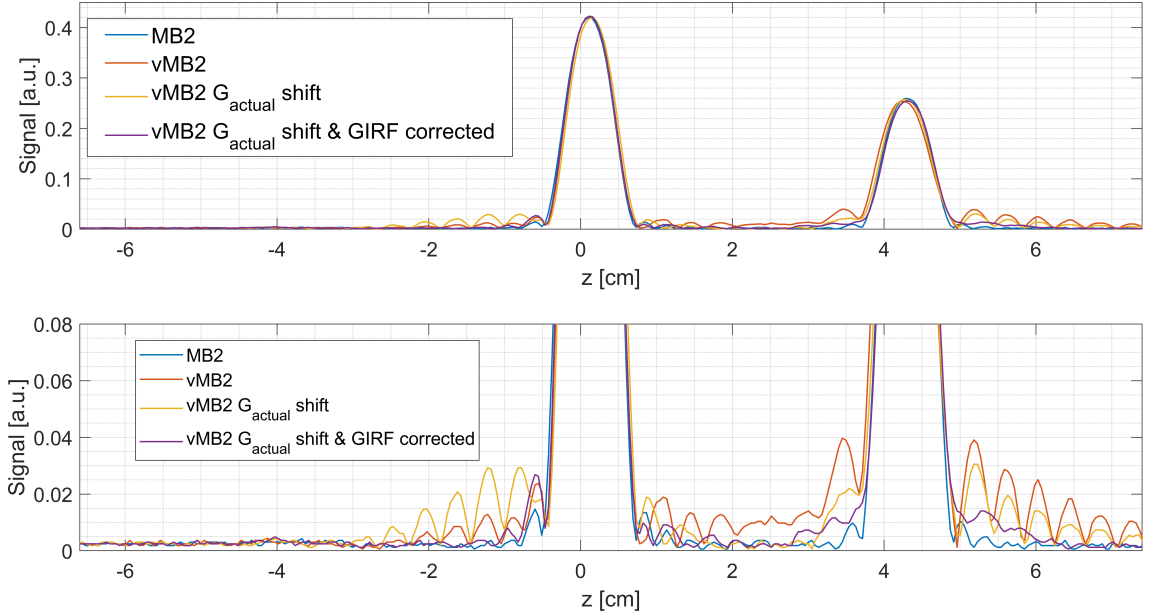 0.4
0.3
0.2
0.1
0
Signal [a.u.]
MB2
vMB2
vMB2 G_actual shift
vMB2 G_actual shift & GIRF corrected
-6 -4 -2 0 2 4 6
z [cm]
0.08
0.06
0.04
0.02
0
Signal [a.u.]
MB2
vMB2
vMB2 G_actual shift
vMB2 G_actual shift & GIRF corrected
-6 -4 -2 0 2 4 6
z [cm]